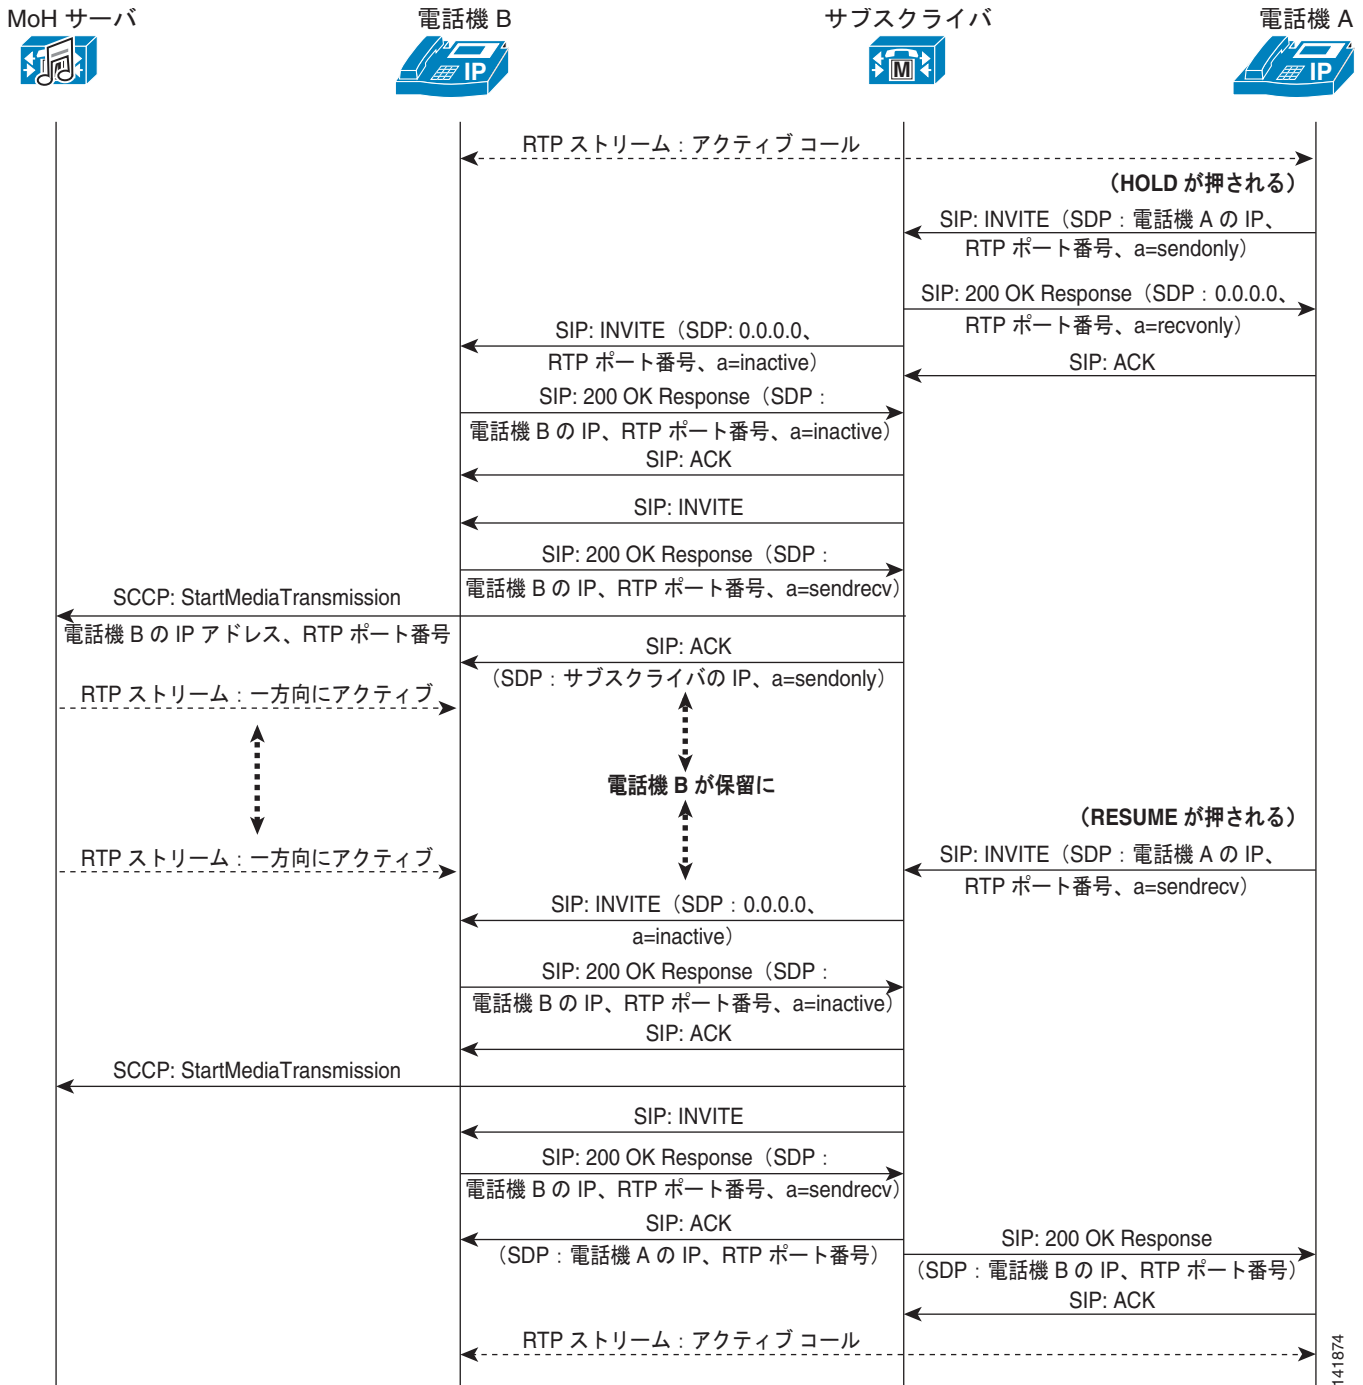 MoH サーバ
電話機 B
サブスクライバ
電話機 A
IP
M
IP
RTP ストリーム：アクティブ コール
（HOLD が押される）
SIP: INVITE（SDP：電話機 A の IP、
RTP ポート番号、a=sendonly）
SIP: 200 OK Response（SDP：0.0.0.0、
RTP ポート番号、a=recvonly）
SIP: INVITE（SDP: 0.0.0.0、
RTP ポート番号、a=inactive）
SIP: ACK
SIP: 200 OK Response（SDP：
電話機 B の IP、RTP ポート番号、a=inactive）
SIP: ACK
SIP: INVITE
SIP: 200 OK Response（SDP：
電話機 B の IP、RTP ポート番号、a=sendrecv）
SCCP: StartMediaTransmission
電話機 B の IP アドレス、RTP ポート番号
SIP: ACK
（SDP：サブスクライバの IP、a=sendonly）
RTP ストリーム：一方向にアクティブ
電話機 B が保留に
（RESUME が押される）
RTP ストリーム：一方向にアクティブ
SIP: INVITE（SDP：電話機 A の IP、
RTP ポート番号、a=sendrecv）
SIP: INVITE（SDP：0.0.0.0、
a=inactive）
SIP: 200 OK Response（SDP：
電話機 B の IP、RTP ポート番号、a=inactive）
SIP: ACK
SCCP: StartMediaTransmission
SIP: INVITE
SIP: 200 OK Response（SDP：
電話機 B の IP、RTP ポート番号、a=sendrecv）
SIP: ACK
（SDP：電話機 A の IP、RTP ポート番号）
SIP: 200 OK Response
（SDP：電話機 B の IP、RTP ポート番号）
SIP: ACK
RTP ストリーム：アクティブ コール
141874